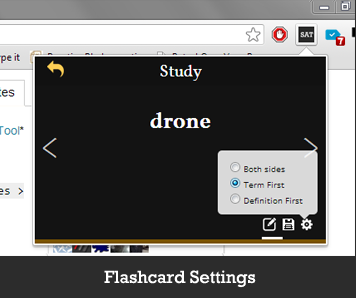 pe it
SAT
7
tes
Study
drone
Tool*
Both sides
Term First
Definition First
es >
Flashcard Settings